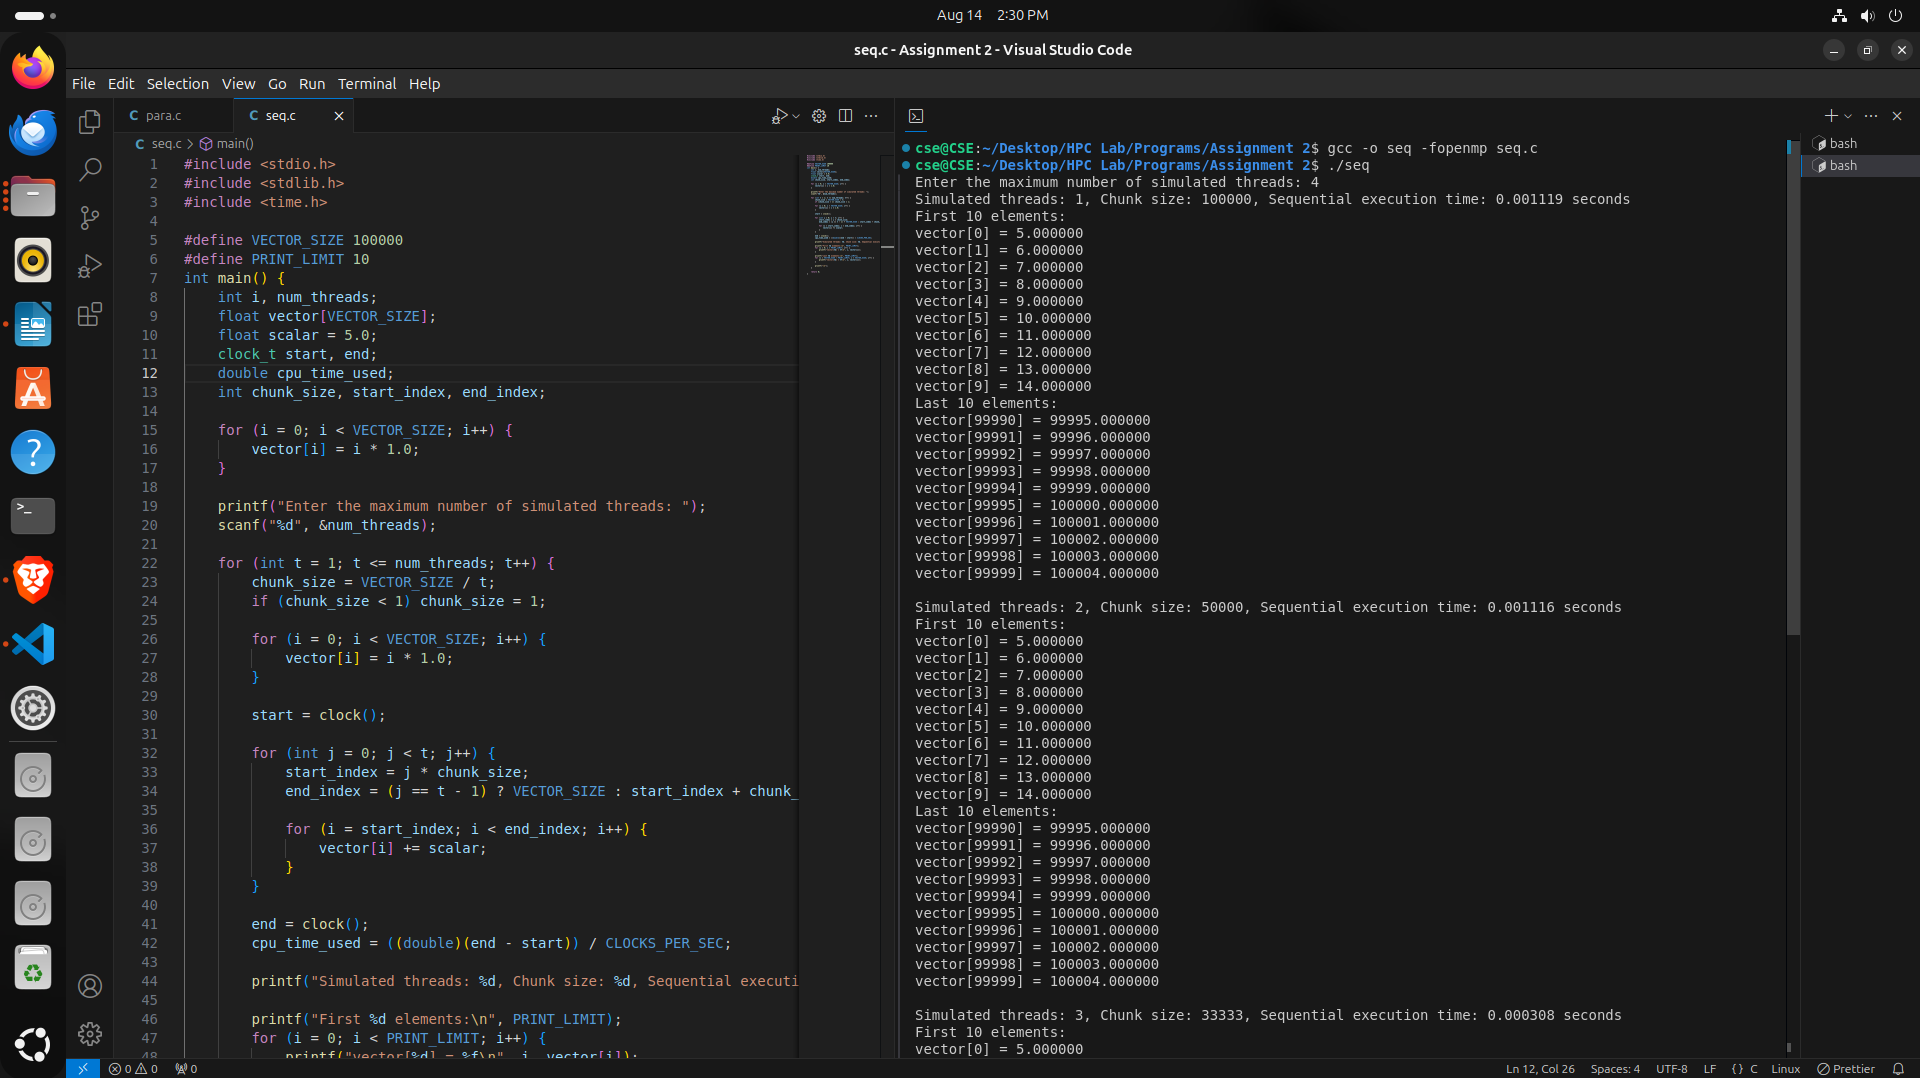 Aug 14 2:30 PM
seq.c - Assignment 2 - Visual Studio Code
File Edit Selection View Go Run Terminal Help
C para.c
C seq.c
C seq.c > main()
1 #include <stdio.h>
2 #include <stdlib.h>
3 #include <time.h>
4
5 #define VECTOR_SIZE 100000
6 #define PRINT_LIMIT 10
7 int main() {
8 int i, num_threads;
9 float vector[VECTOR_SIZE];
10 float scalar = 5.0;
11 clock_t start, end;
12 double cpu_time_used;
13 int chunk_size, start_index, end_index;
14
15 for (i = 0; i < VECTOR_SIZE; i++) {
16 vector[i] = i * 1.0;
17 }
18
19 printf("Enter the maximum number of simulated threads: ");
20 scanf("%d", &num_threads);
21
22 for (int t = 1; t <= num_threads; t++) {
23 chunk_size = VECTOR_SIZE / t;
24 if (chunk_size < 1) chunk_size = 1;
25
26 for (i = 0; i < VECTOR_SIZE; i++) {
27 vector[i] = i * 1.0;
28 }
29
30 start = clock();
31
32 for (int j = 0; j < t; j++) {
33 start_index = j * chunk_size;
34 end_index = (j == t - 1) ? VECTOR_SIZE : start_index + chunk_
35
36 for (i = start_index; i < end_index; i++) {
37 vector[i] += scalar;
38 }
39 }
40
41 end = clock();
42 cpu_time_used = ((double)(end - start)) / CLOCKS_PER_SEC;
43
44 printf("Simulated threads: %d, Chunk size: %d, Sequential executi
45
46 printf("First %d elements:\n", PRINT_LIMIT);
47 for (i = 0; i < PRINT_LIMIT; i++) {
48 printf("vector[%d] = %f\n", i, vector[i]);
cse@CSE:~/Desktop/HPC Lab/Programs/Assignment 2$ gcc -o seq -fopenmp seq.c
cse@CSE:~/Desktop/HPC Lab/Programs/Assignment 2$ ./seq
Enter the maximum number of simulated threads: 4
Simulated threads: 1, Chunk size: 100000, Sequential execution time: 0.001119 seconds
First 10 elements:
vector[0] = 5.000000
vector[1] = 6.000000
vector[2] = 7.000000
vector[3] = 8.000000
vector[4] = 9.000000
vector[5] = 10.000000
vector[6] = 11.000000
vector[7] = 12.000000
vector[8] = 13.000000
vector[9] = 14.000000
Last 10 elements:
vector[99990] = 99995.000000
vector[99991] = 99996.000000
vector[99992] = 99997.000000
vector[99993] = 99998.000000
vector[99994] = 99999.000000
vector[99995] = 100000.000000
vector[99996] = 100001.000000
vector[99997] = 100002.000000
vector[99998] = 100003.000000
vector[99999] = 100004.000000
Simulated threads: 2, Chunk size: 50000, Sequential execution time: 0.001116 seconds
First 10 elements:
vector[0] = 5.000000
vector[1] = 6.000000
vector[2] = 7.000000
vector[3] = 8.000000
vector[4] = 9.000000
vector[5] = 10.000000
vector[6] = 11.000000
vector[7] = 12.000000
vector[8] = 13.000000
vector[9] = 14.000000
Last 10 elements:
vector[99990] = 99995.000000
vector[99991] = 99996.000000
vector[99992] = 99997.000000
vector[99993] = 99998.000000
vector[99994] = 99999.000000
vector[99995] = 100000.000000
vector[99996] = 100001.000000
vector[99997] = 100002.000000
vector[99998] = 100003.000000
vector[99999] = 100004.000000
Simulated threads: 3, Chunk size: 33333, Sequential execution time: 0.000308 seconds
First 10 elements:
vector[0] = 5.000000
bash
bash
0 0 0
Ln 12, Col 26 Spaces: 4 UTF-8 LF {} C Linux Prettier